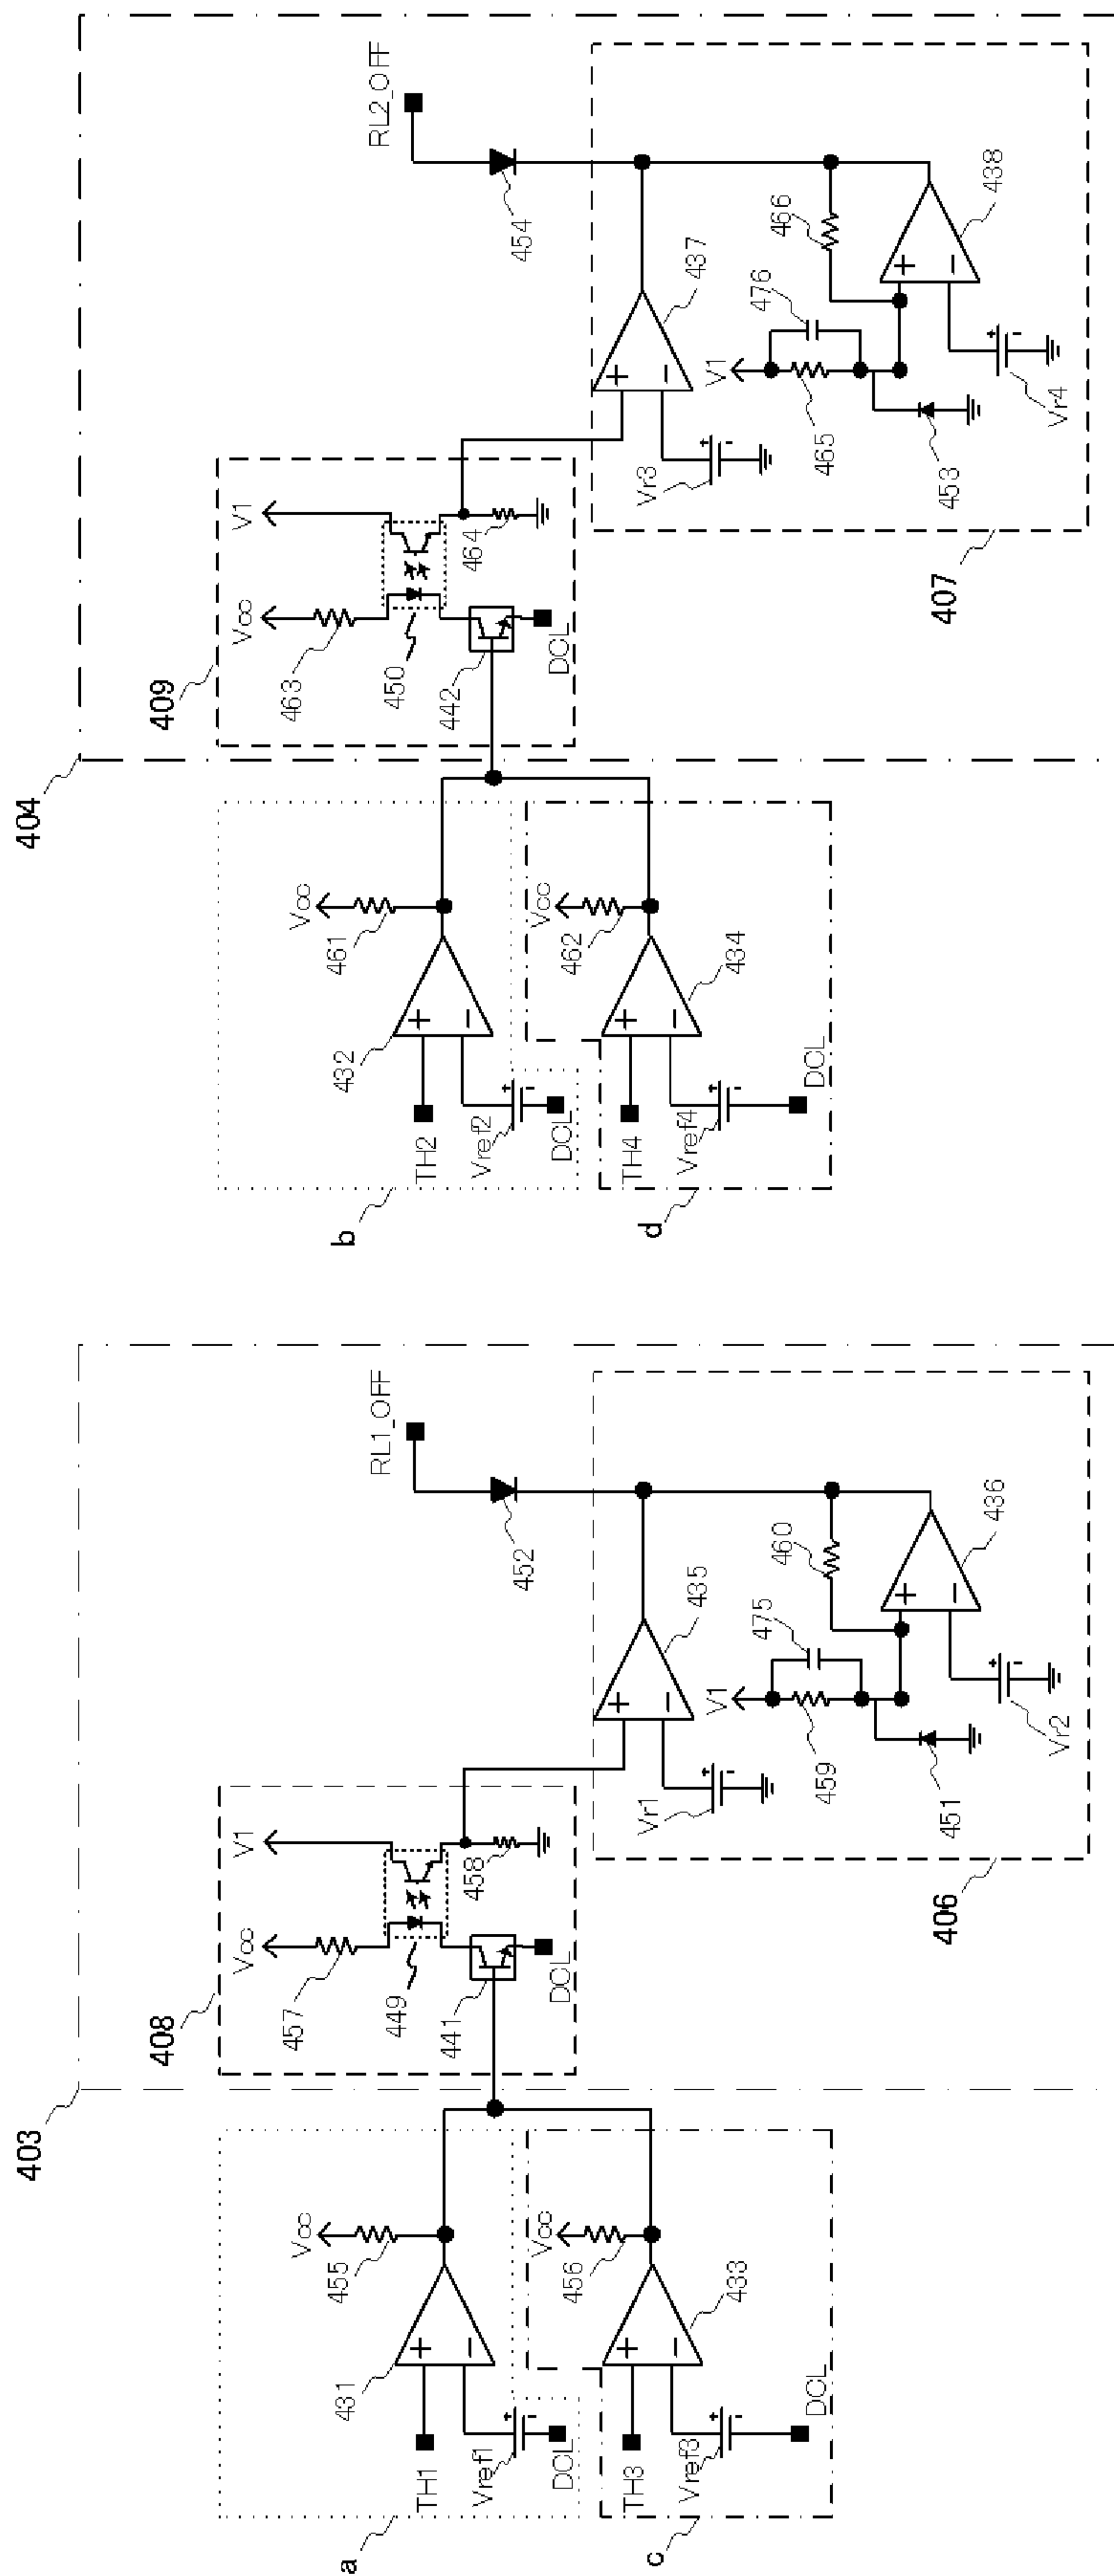 404
RL2_OFF
454
409
Vcc
V1
463
450
442
DCL
464
437
Vr3
V1
476
465
466
453
438
Vr4
407
b
Vcc
461
432
TH2
Vref2
DCL
Vcc
462
434
TH4
Vref4
DCL
d
403
RL1_OFF
452
408
Vcc
V1
457
449
441
DCL
458
435
Vr1
V1
475
459
460
451
436
Vr2
406
a
Vcc
455
431
TH1
Vref1
DCL
Vcc
456
433
TH3
Vref3
DCL
c